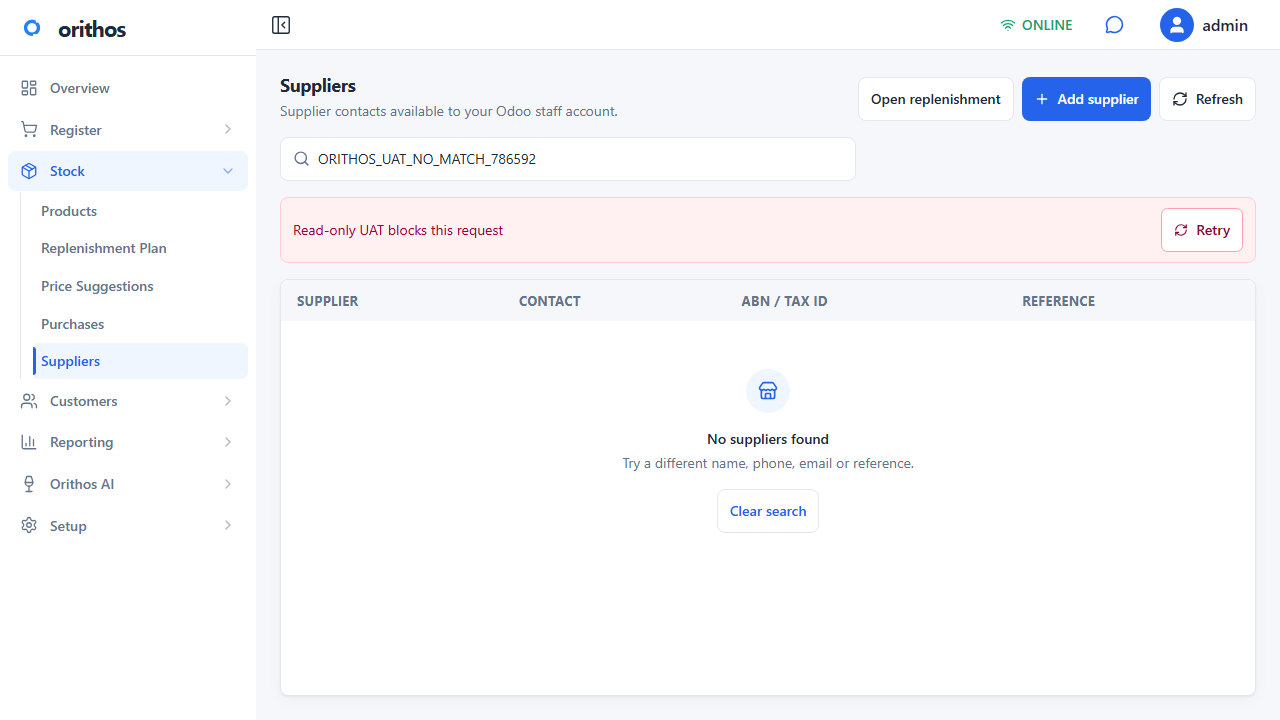 orithos
ONLINE
admin
Overview
Register
Stock
Products
Replenishment Plan
Price Suggestions
Purchases
Suppliers
Customers
Reporting
Orithos AI
Setup
Suppliers
Supplier contacts available to your Odoo staff account.
Open replenishment
Add supplier
Refresh
ORITHOS_UAT_NO_MATCH_786592
Read-only UAT blocks this request
Retry
SUPPLIER CONTACT ABN / TAX ID REFERENCE
No suppliers found
Try a different name, phone, email or reference.
Clear search